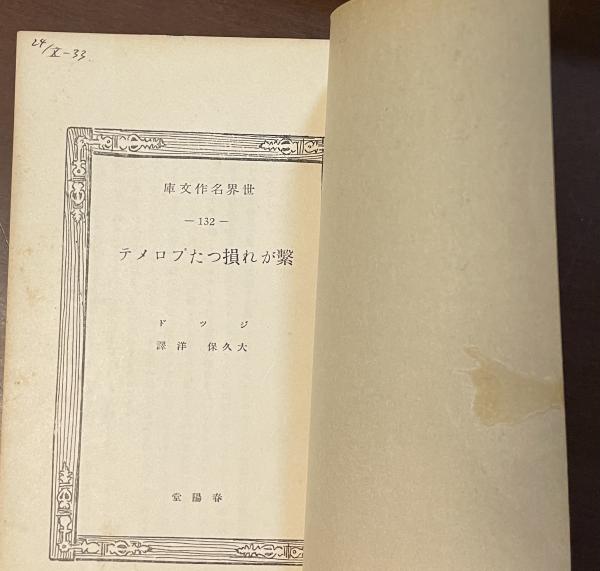 24/X-33.
世界名作文庫
— 132 —
繫がれ損つたプロメテ
ジツド
大久保 洋譯
春陽堂